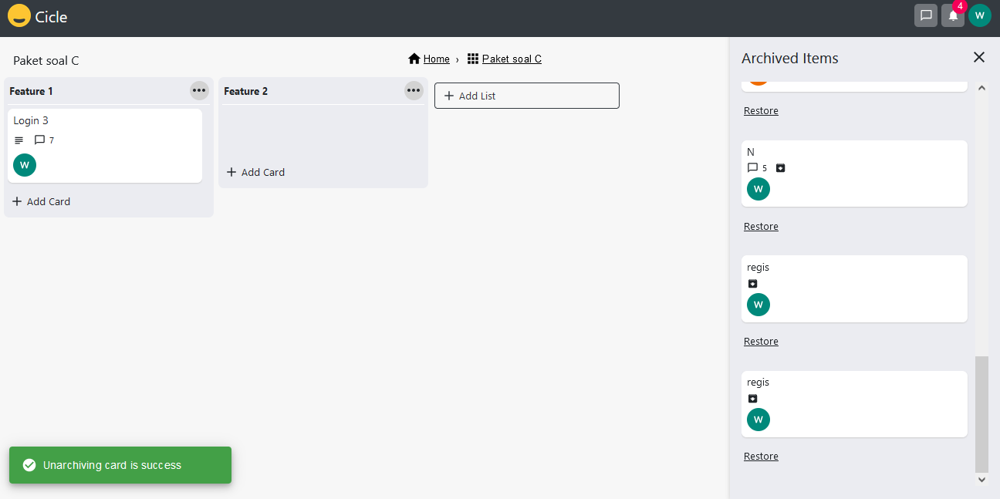 Cicle
4
W
Paket soal C
Home › Paket soal C
Archived Items
Feature 1
Login 3
7
W
+ Add Card
Feature 2
+ Add Card
+ Add List
Restore
N
5
W
Restore
regis
W
Restore
regis
W
Restore
Unarchiving card is success